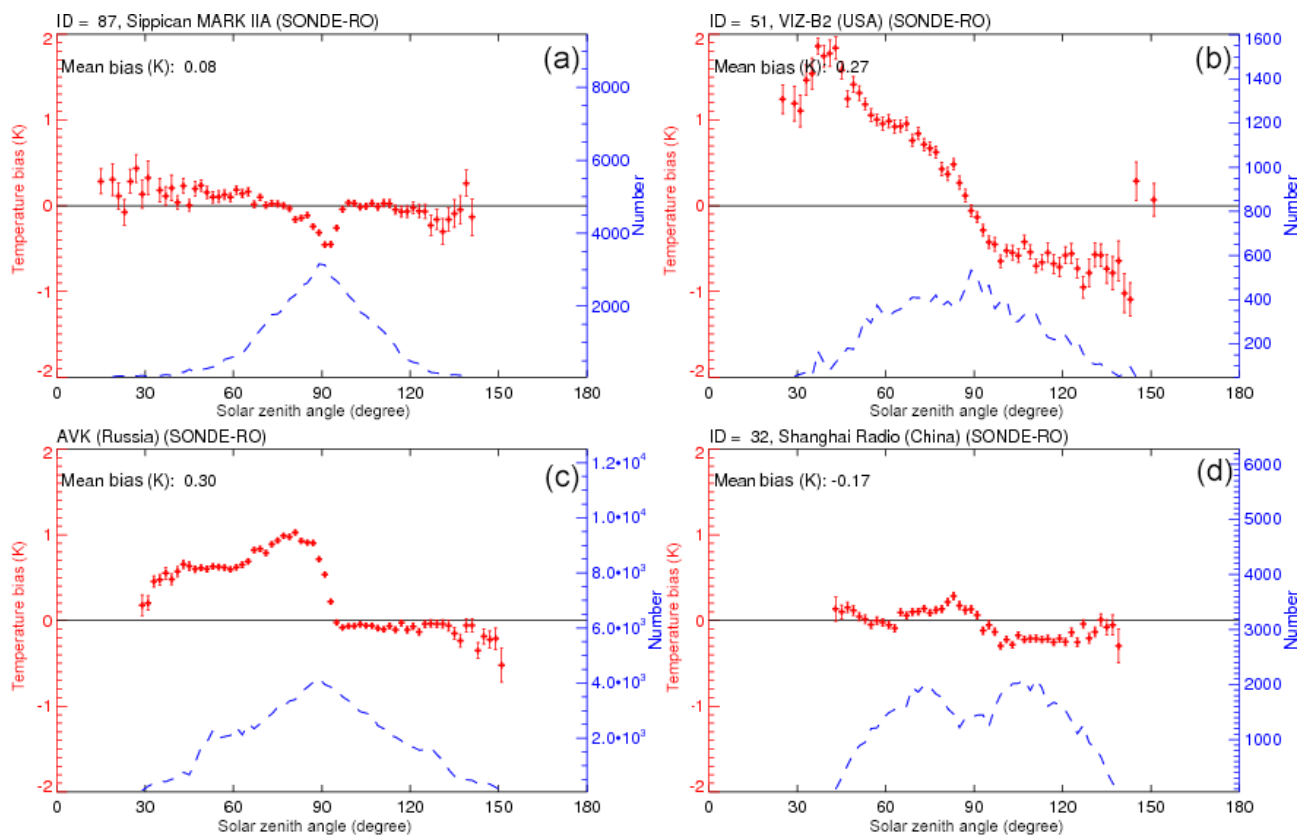 ID = 87, Sippican MARK IIA (SONDE-RO)
(a)
Mean bias (K): 0.08
Temperature bias (K)
2
1
0
-1
-2
8000
6000
4000
2000
Number
0 30 60 90 120 150 180
Solar zenith angle (degree)
ID = 51, VIZ-B2 (USA) (SONDE-RO)
(b)
Mean bias (K): 0.27
Temperature bias (K)
2
1
0
-1
-2
1600
1400
1200
1000
800
600
400
200
Number
0 30 60 90 120 150 180
Solar zenith angle (degree)
AVK (Russia) (SONDE-RO)
(c)
Mean bias (K): 0.30
Temperature bias (K)
2
1
0
-1
-2
1.2•10⁴
1.0•10⁴
8.0•10³
6.0•10³
4.0•10³
2.0•10³
Number
0 30 60 90 120 150 180
Solar zenith angle (degree)
ID = 32, Shanghai Radio (China) (SONDE-RO)
(d)
Mean bias (K): -0.17
Temperature bias (K)
2
1
0
-1
-2
6000
5000
4000
3000
2000
1000
Number
0 30 60 90 120 150 180
Solar zenith angle (degree)